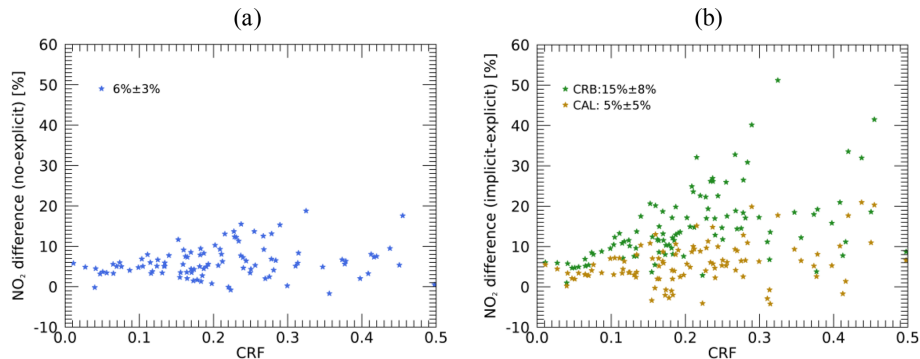 (a)
60
50
40
30
20
10
0
-10
NO₂ difference (no-explicit) [%]
6%±3%
0.0 0.1 0.2 0.3 0.4 0.5
CRF
(b)
60
50
40
30
20
10
0
-10
NO₂ difference (implicit-explicit) [%]
CRB:15%±8%
CAL: 5%±5%
0.0 0.1 0.2 0.3 0.4 0.5
CRF